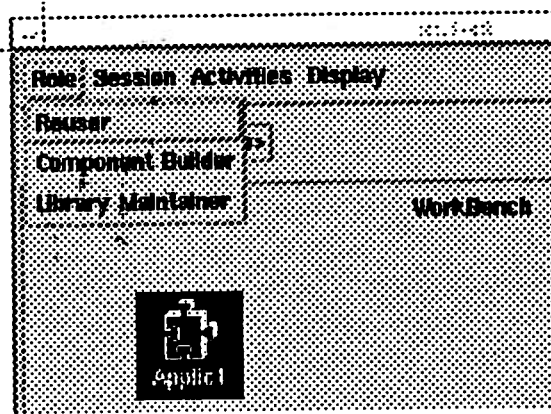 Role Session Activities Display
Reuser
Component Builder
Library Maintainer
WorkBench
Applic1